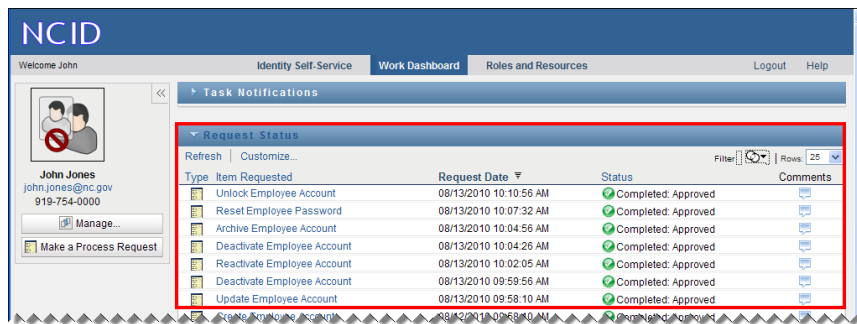 NCID
Welcome John Identity Self-Service Work Dashboard Roles and Resources Logout Help
Task Notifications
Request Status
Refresh | Customize... Filter | Rows: 25
John Jones
john.jones@nc.gov
919-754-0000
Manage...
Make a Process Request
Type Item Requested Request Date Status Comments
Unlock Employee Account 08/13/2010 10:10:56 AM Completed: Approved
Reset Employee Password 08/13/2010 10:07:32 AM Completed: Approved
Archive Employee Account 08/13/2010 10:04:56 AM Completed: Approved
Deactivate Employee Account 08/13/2010 10:04:26 AM Completed: Approved
Reactivate Employee Account 08/13/2010 10:02:05 AM Completed: Approved
Deactivate Employee Account 08/13/2010 09:59:56 AM Completed: Approved
Update Employee Account 08/13/2010 09:58:10 AM Completed: Approved
Create Employee Account